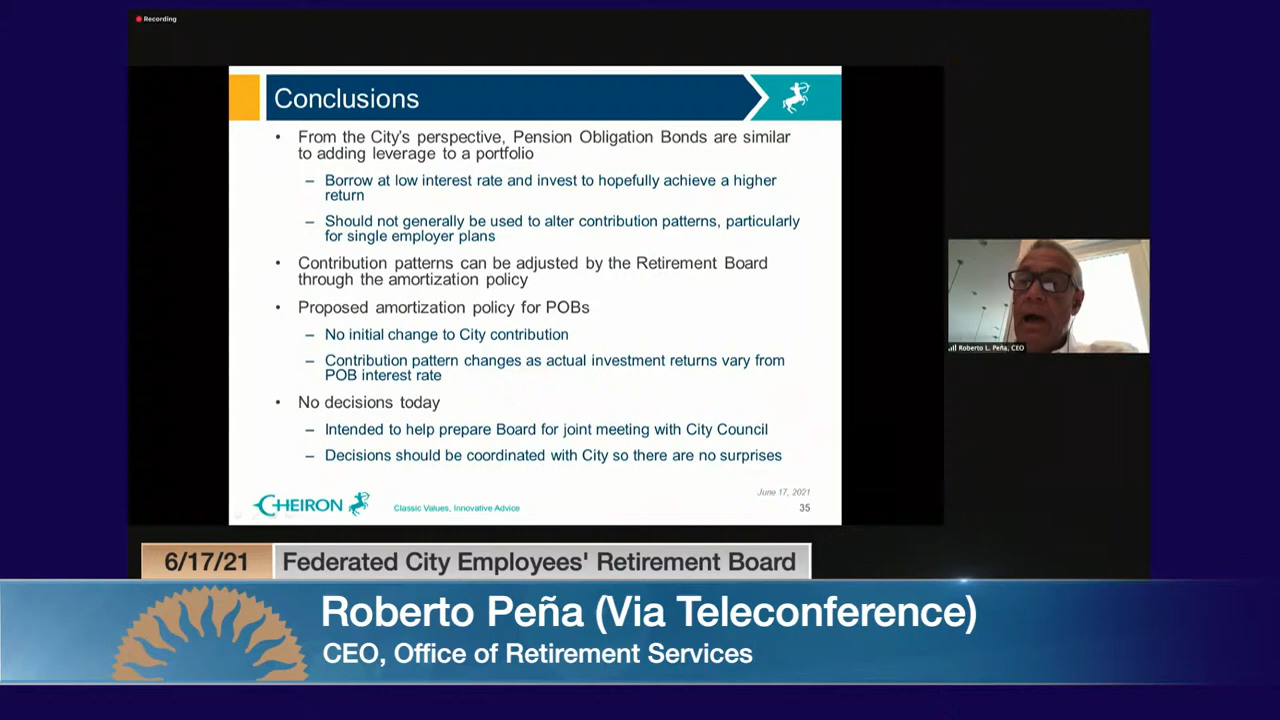 Recording
Conclusions
• From the City's perspective, Pension Obligation Bonds are similar
to adding leverage to a portfolio
– Borrow at low interest rate and invest to hopefully achieve a higher
return
– Should not generally be used to alter contribution patterns, particularly
for single employer plans
• Contribution patterns can be adjusted by the Retirement Board
through the amortization policy
• Proposed amortization policy for POBs
– No initial change to City contribution
– Contribution pattern changes as actual investment returns vary from
POB interest rate
• No decisions today
– Intended to help prepare Board for joint meeting with City Council
– Decisions should be coordinated with City so there are no surprises
June 17, 2021
CHEIRON
Classic Values, Innovative Advice
35
Roberto L. Peña, CEO
6/17/21
Federated City Employees' Retirement Board
Roberto Peña (Via Teleconference)
CEO, Office of Retirement Services